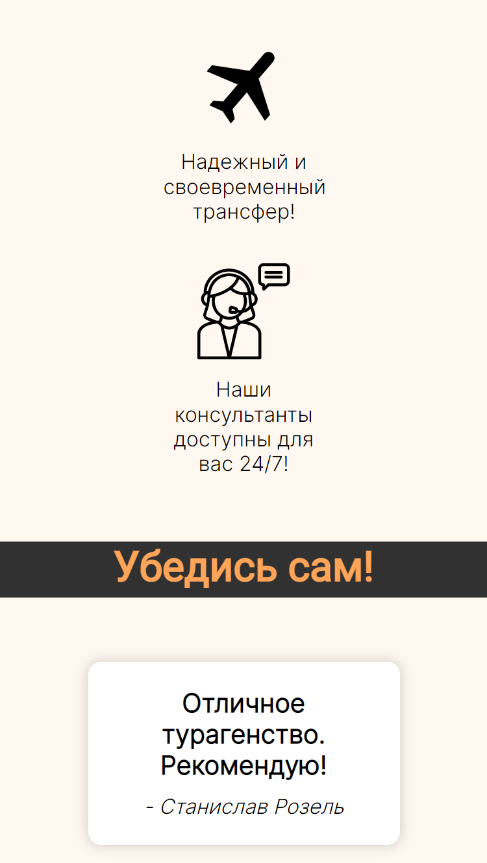 Надежный и
своевременный
трансфер!
Наши
консультанты
доступны для
вас 24/7!
Убедись сам!
Отличное
турагенство.
Рекомендую!
- Станислав Розель